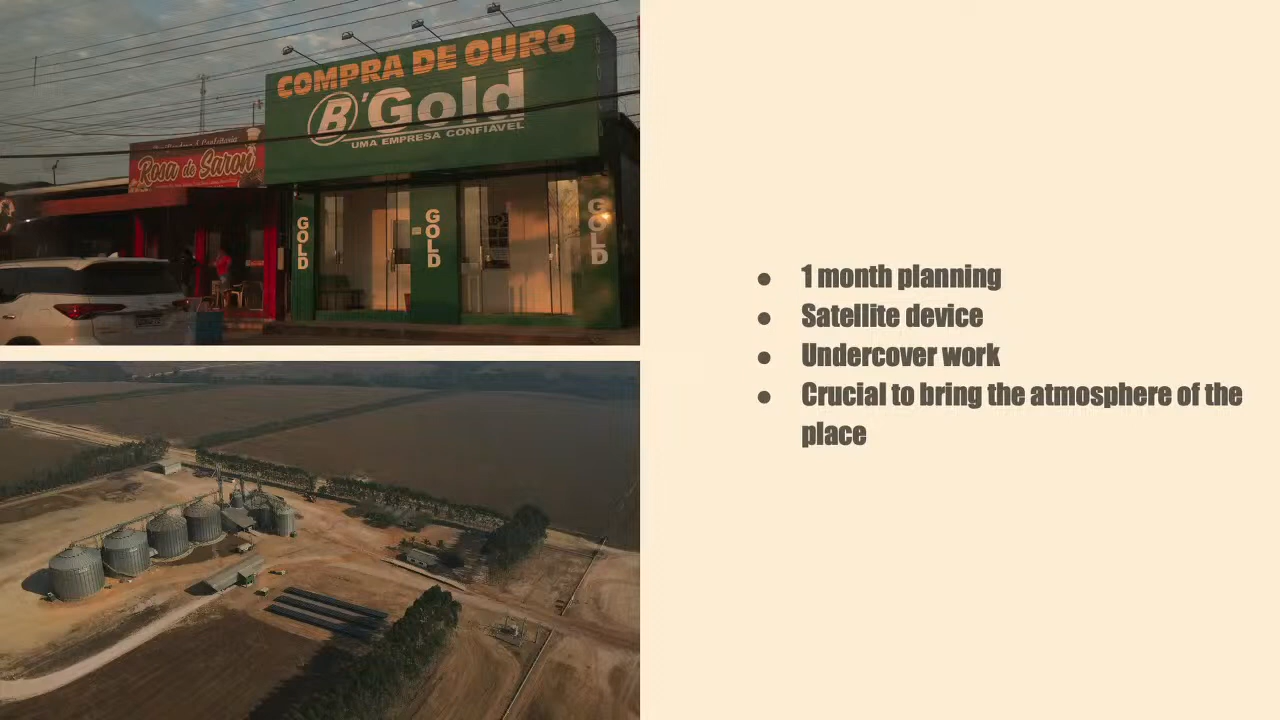 COMPRA DE OURO
B'Gold
UMA EMPRESA CONFIÁVEL
Rosa de Saron
GOLD
GOLD
GOLD
1 month planning
Satellite device
Undercover work
Crucial to bring the atmosphere of the
place